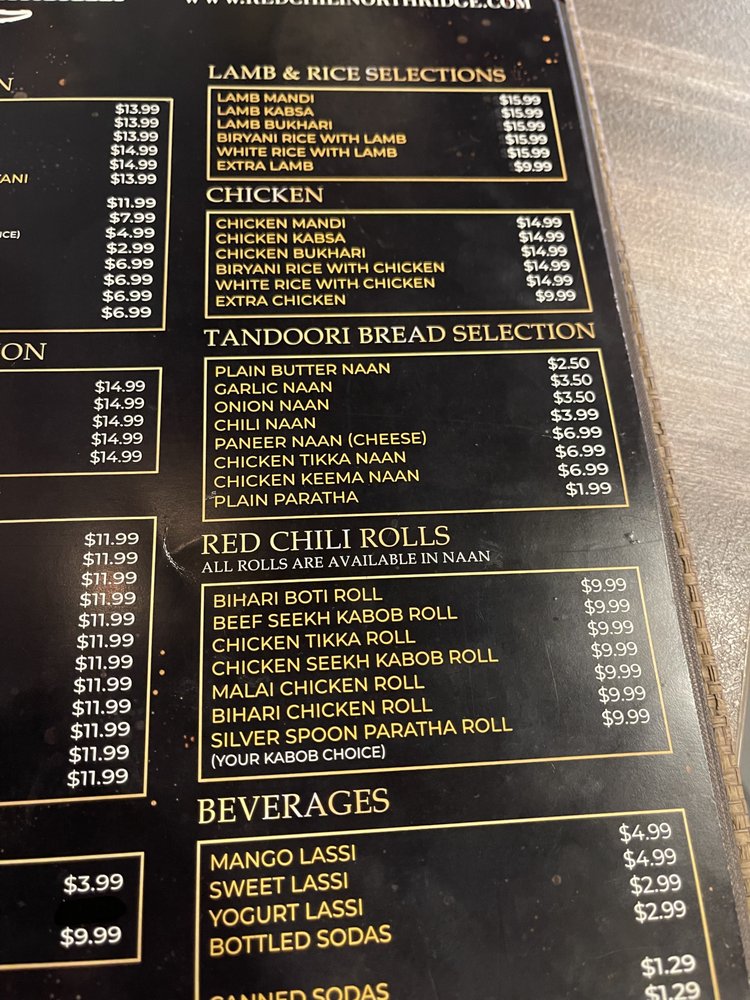 WWW.REDCHILINORTHRIDGE.COM
N
$13.99
$13.99
$13.99
$14.99
$14.99
ANI $13.99
$11.99
$7.99
ICE) $4.99
$2.99
$6.99
$6.99
$6.99
$6.99
ION
$14.99
$14.99
$14.99
$14.99
$14.99
$11.99
$11.99
$11.99
$11.99
$11.99
$11.99
$11.99
$11.99
$11.99
$11.99
$11.99
$11.99
$3.99
$9.99
LAMB & RICE SELECTIONS
LAMB MANDI $15.99
LAMB KABSA $15.99
LAMB BUKHARI $15.99
BIRYANI RICE WITH LAMB $15.99
WHITE RICE WITH LAMB $15.99
EXTRA LAMB $9.99
CHICKEN
CHICKEN MANDI $14.99
CHICKEN KABSA $14.99
CHICKEN BUKHARI $14.99
BIRYANI RICE WITH CHICKEN $14.99
WHITE RICE WITH CHICKEN $14.99
EXTRA CHICKEN $9.99
TANDOORI BREAD SELECTION
PLAIN BUTTER NAAN $2.50
GARLIC NAAN $3.50
ONION NAAN $3.50
CHILI NAAN $3.99
PANEER NAAN (CHEESE) $6.99
CHICKEN TIKKA NAAN $6.99
CHICKEN KEEMA NAAN $6.99
PLAIN PARATHA $1.99
RED CHILI ROLLS
ALL ROLLS ARE AVAILABLE IN NAAN
BIHARI BOTI ROLL $9.99
BEEF SEEKH KABOB ROLL $9.99
CHICKEN TIKKA ROLL $9.99
CHICKEN SEEKH KABOB ROLL $9.99
MALAI CHICKEN ROLL $9.99
BIHARI CHICKEN ROLL $9.99
SILVER SPOON PARATHA ROLL $9.99
(YOUR KABOB CHOICE)
BEVERAGES
MANGO LASSI $4.99
SWEET LASSI $4.99
YOGURT LASSI $2.99
BOTTLED SODAS $2.99
$1.29
CANNED SODAS $1.29